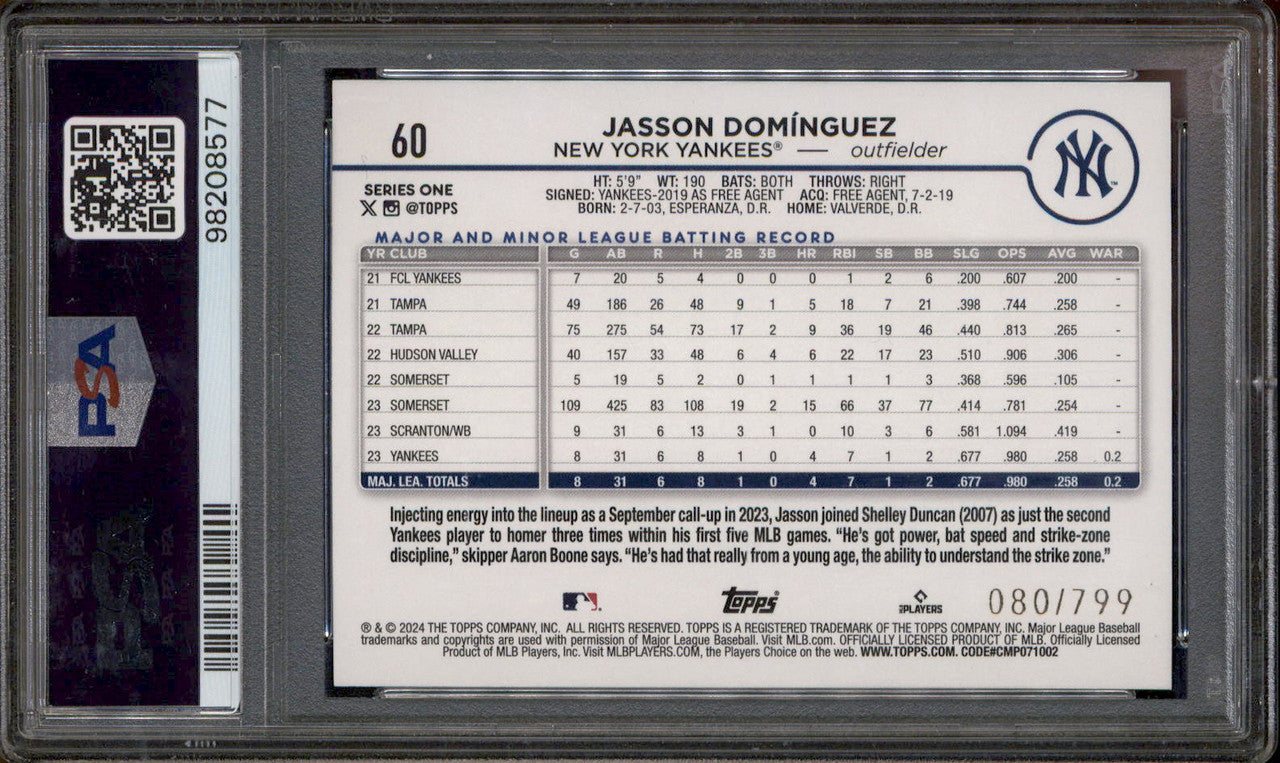 98208577
PSA
60
JASSON DOMÍNGUEZ
NEW YORK YANKEES® — outfielder
NY
SERIES ONE
X @TOPPS
HT: 5'9" WT: 190 BATS: BOTH THROWS: RIGHT
SIGNED: YANKEES-2019 AS FREE AGENT ACQ: FREE AGENT, 7-2-19
BORN: 2-7-03, ESPERANZA, D.R. HOME: VALVERDE, D.R.
MAJOR AND MINOR LEAGUE BATTING RECORD
YR CLUB G AB R H 2B 3B HR RBI SB BB SLG OPS AVG WAR
21 FCL YANKEES 7 20 5 4 0 0 0 1 2 6 .200 .607 .200 -
21 TAMPA 49 186 26 48 9 1 5 18 7 21 .398 .744 .258 -
22 TAMPA 75 275 54 73 17 2 9 36 19 46 .440 .813 .265 -
22 HUDSON VALLEY 40 157 33 48 6 4 6 22 17 23 .510 .906 .306 -
22 SOMERSET 5 19 5 2 0 1 1 1 1 3 .368 .596 .105 -
23 SOMERSET 109 425 83 108 19 2 15 66 37 77 .414 .781 .254 -
23 SCRANTON/WB 9 31 6 13 3 1 0 10 3 6 .581 1.094 .419 -
23 YANKEES 8 31 6 8 1 0 4 7 1 2 .677 .980 .258 0.2
MAJ. LEA. TOTALS 8 31 6 8 1 0 4 7 1 2 .677 .980 .258 0.2
Injecting energy into the lineup as a September call-up in 2023, Jasson joined Shelley Duncan (2007) as just the second
Yankees player to homer three times within his first five MLB games. “He's got power, bat speed and strike-zone
discipline,” skipper Aaron Boone says. “He's had that really from a young age, the ability to understand the strike zone.”
Topps®
PLAYERS
080/799
® & © 2024 THE TOPPS COMPANY, INC. ALL RIGHTS RESERVED. TOPPS IS A REGISTERED TRADEMARK OF THE TOPPS COMPANY, INC. Major League Baseball
trademarks and copyrights are used with permission of Major League Baseball. Visit MLB.com. OFFICIALLY LICENSED PRODUCT OF MLB. Officially Licensed
Product of MLB Players, Inc. Visit MLBPLAYERS.COM, the Players Choice on the web. WWW.TOPPS.COM. CODE#CMP071002